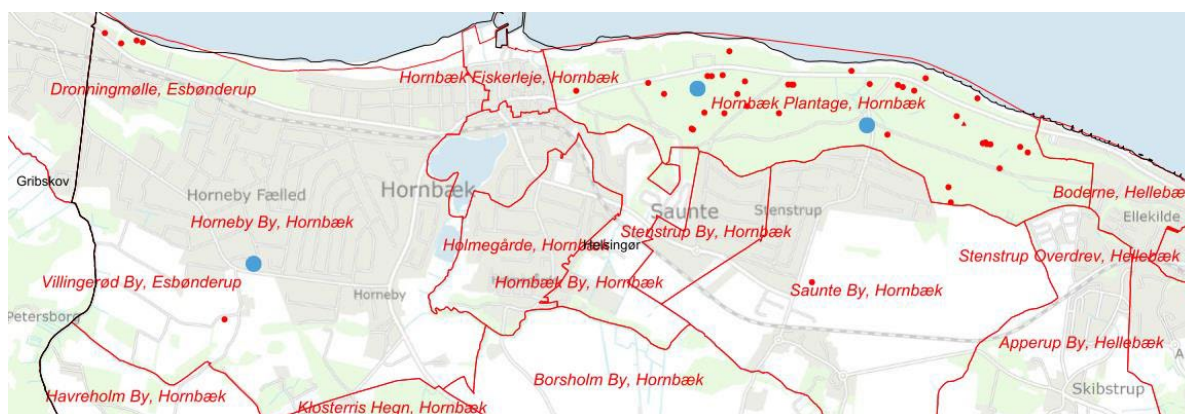 Hornbæk Fiskerleje, Hornbæk
Dronningmølle, Esbønderup
Hornbæk Plantage, Hornbæk
Gribskov
Horneby Fælled
Hornbæk
Boderne, Hellebæ
Horneby By, Hornbæk
Saunte
Stenstrup
Ellekilde
Stenstrup By, Hornbæk
Holmegårde, Hornbæk
Helsingør
Stenstrup Overdrev, Hellebæk
Villingerød By, Esbønderup
Hornbæk By, Hornbæk
Saunte By, Hornbæk
Horneby
Petersborg
Apperup By, Hellebæk
Borsholm By, Hornbæk
Havreholm By, Hornbæk
Skibstrup
Klosterris Hegn, Hornbæk